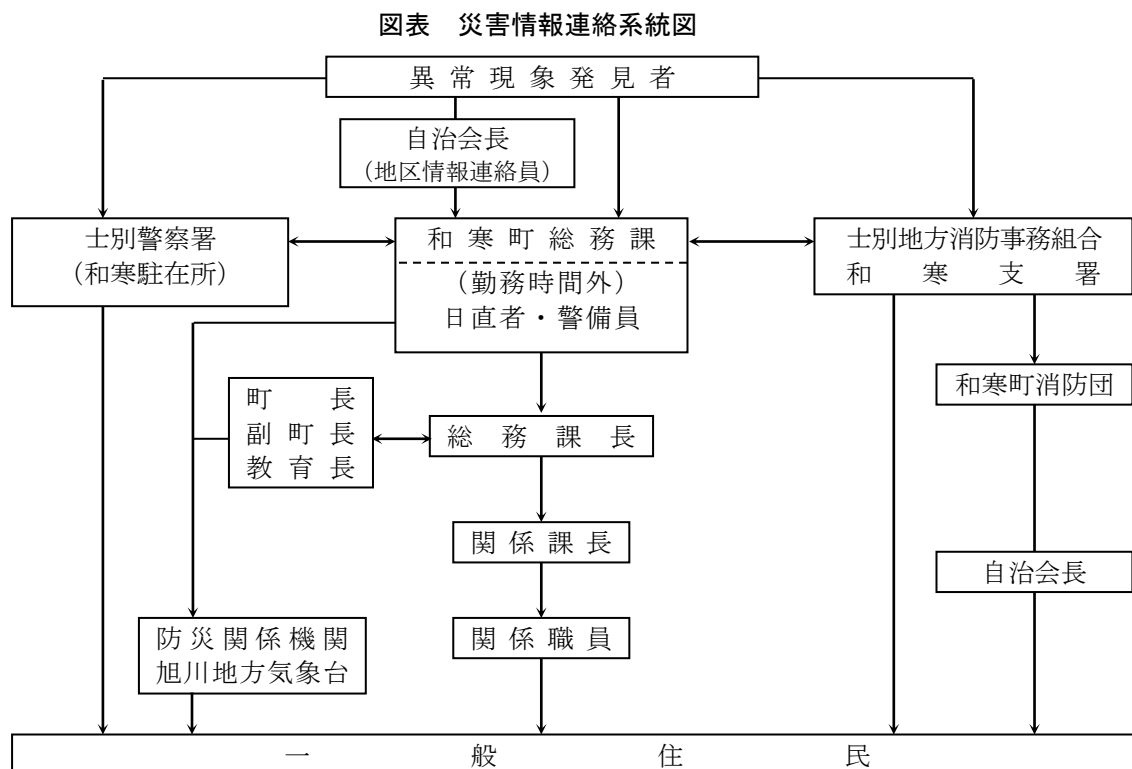 図表　災害情報連絡系統図
異常現象発見者
自治会長
（地区情報連絡員）
士別警察署
（和寒駐在所）
和寒町総務課
（勤務時間外）
日直者・警備員
士別地方消防事務組合
和寒支署
和寒町消防団
町長
副町長
教育長
総務課長
関係課長
自治会長
防災関係機関
旭川地方気象台
関係職員
一般住民